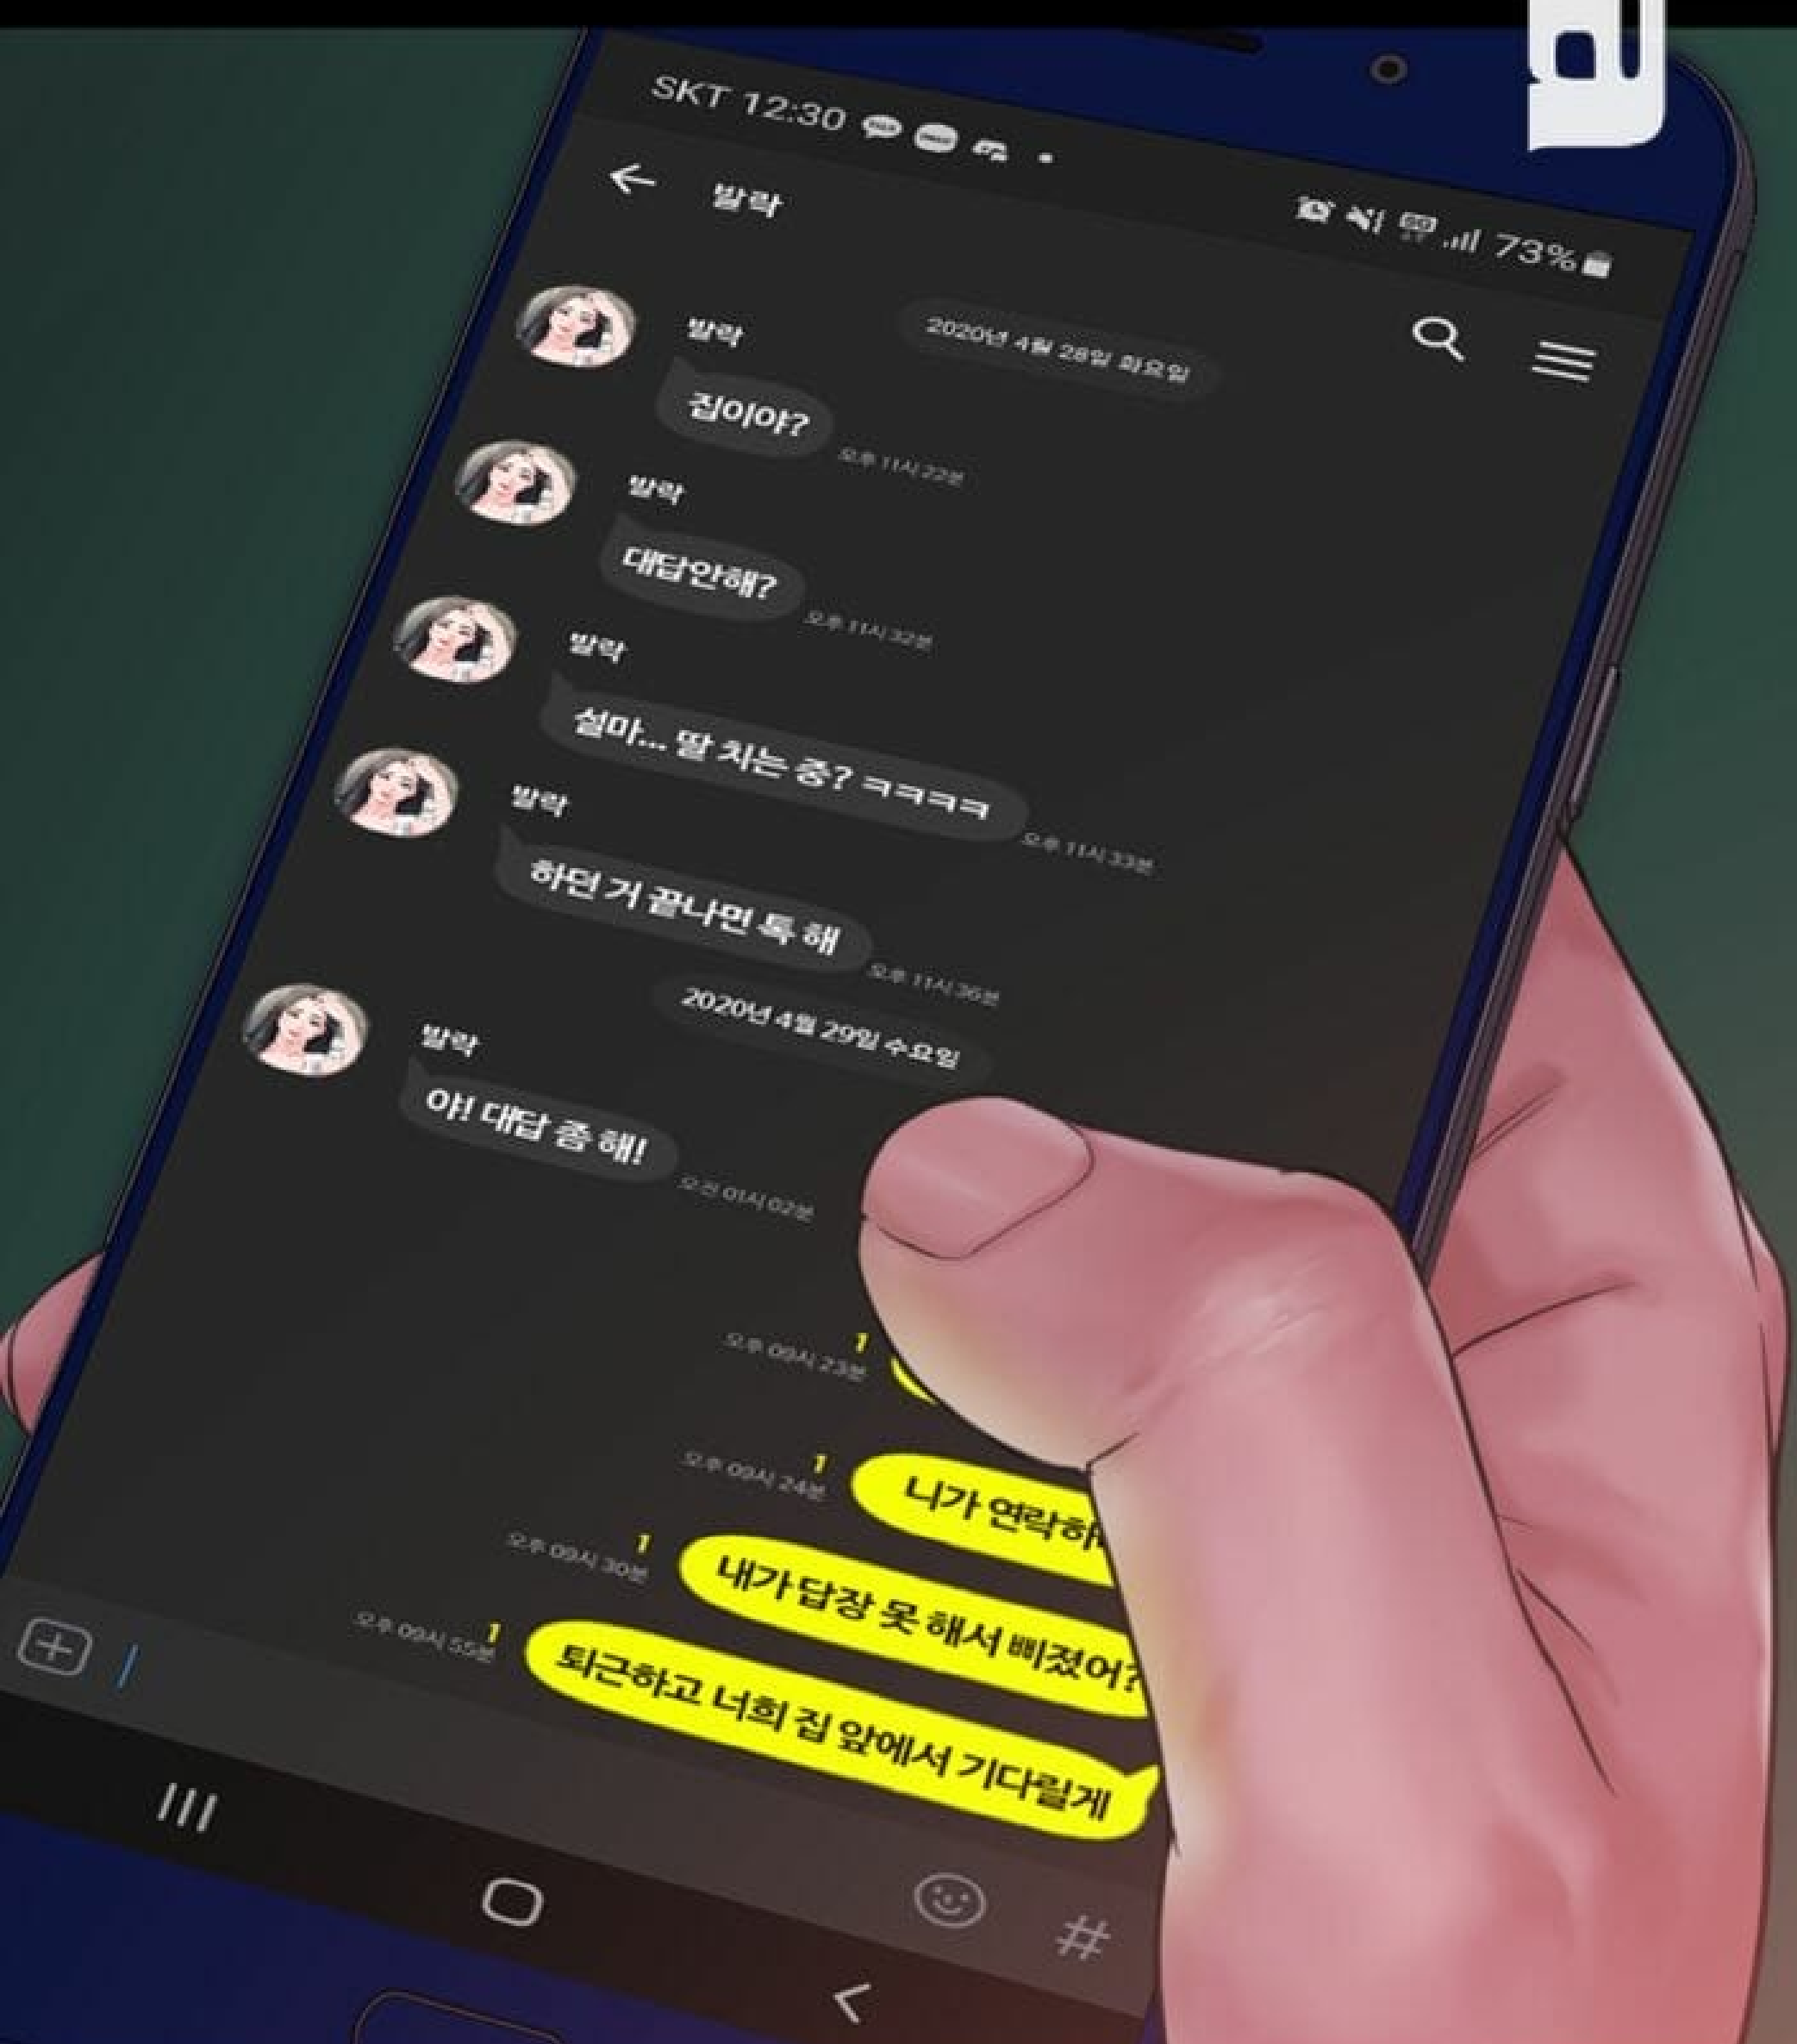 SKT 12:30
73%
발락
2020년 4월 28일 화요일
발락
집이야?
오후 11시 22분
발락
대답안해?
오후 11시 32분
발락
설마... 딸 치는 중? ㅋㅋㅋㅋ
오후 11시 33분
발락
하던 거 끝나면 톡 해
오후 11시 36분
2020년 4월 29일 수요일
발락
야! 대답 좀 해!
오전 01시 02분
1
오후 09시 23분
1
오후 09시 24분
니가 연락하
1
오후 09시 30분
내가 답장 못 해서 삐졌어?
1
오후 09시 55분
퇴근하고 너희 집 앞에서 기다릴게
#